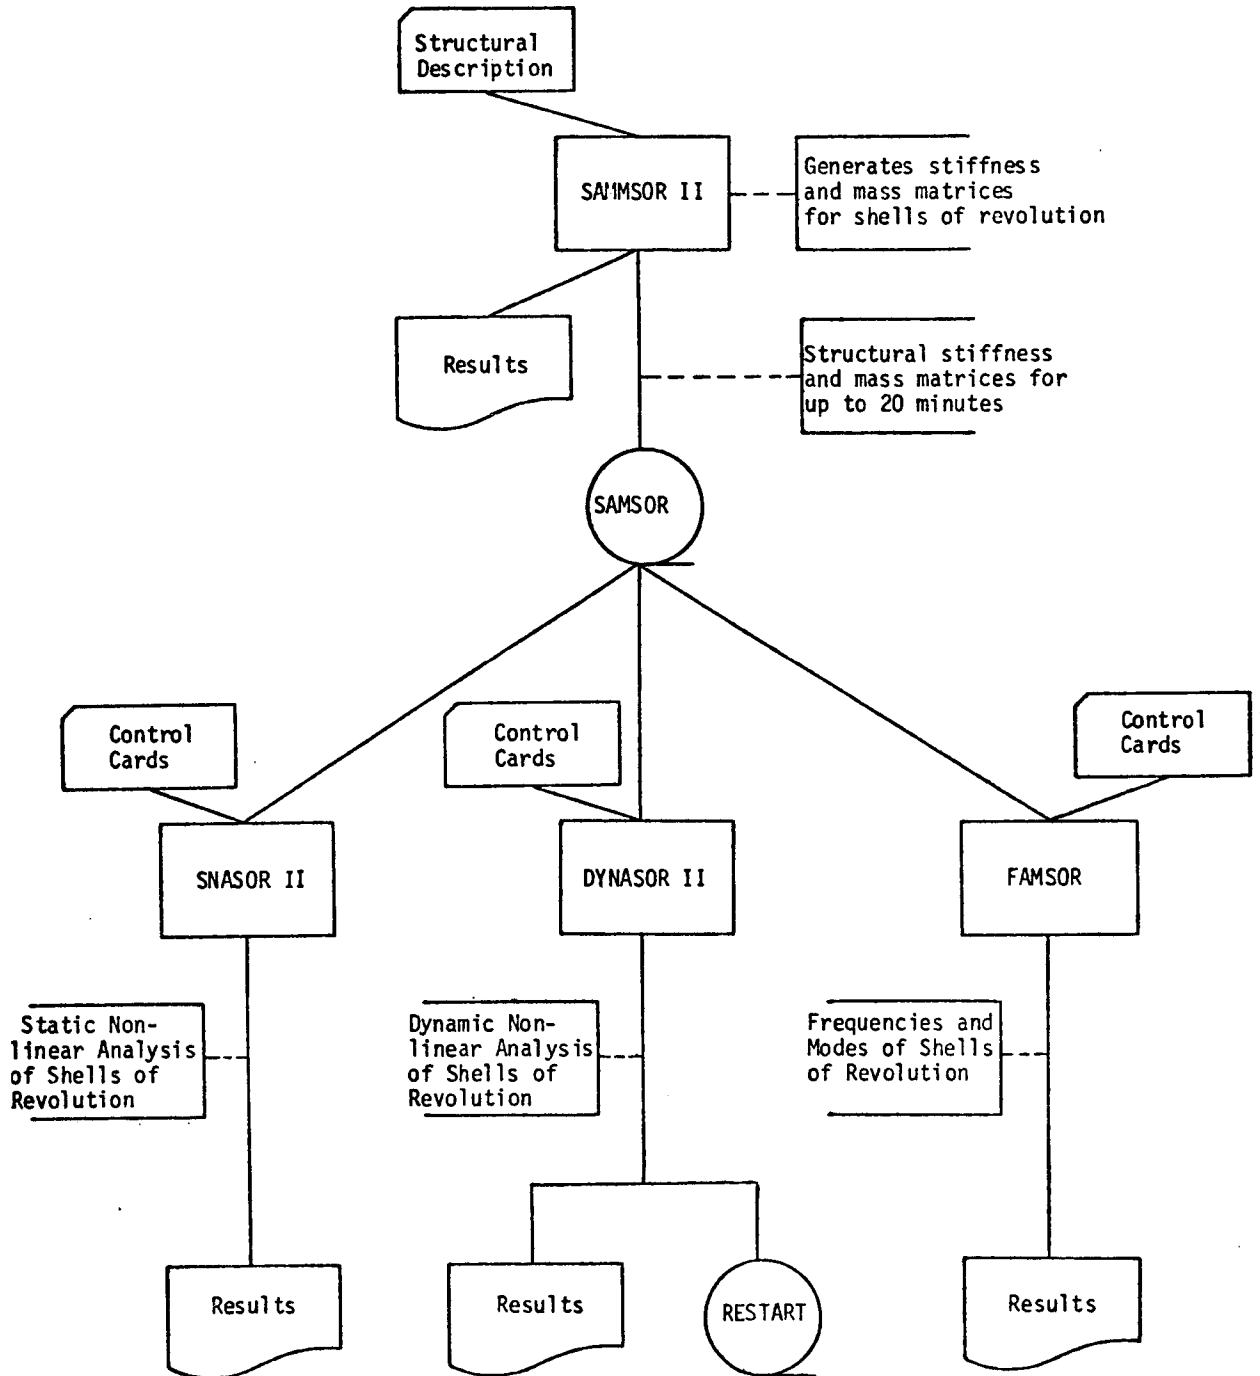 Structural
Description
SAMMSOR II
Generates stiffness
and mass matrices
for shells of revolution
Results
Structural stiffness
and mass matrices for
up to 20 minutes
SAMSOR
Control
Cards
Control
Cards
Control
Cards
SNASOR II
DYNASOR II
FAMSOR
Static Non-
linear Analysis
of Shells of
Revolution
Dynamic Non-
linear Analysis
of Shells of
Revolution
Frequencies and
Modes of Shells
of Revolution
Results
Results
RESTART
Results